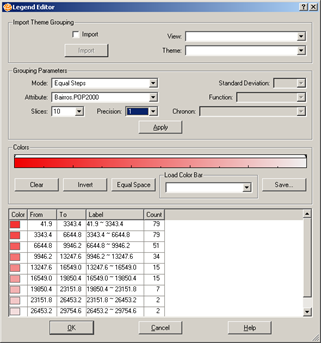 Legend Editor
Import Theme Grouping
Import
View:
Import
Theme:
Grouping Parameters
Mode: Equal Steps
Standard Deviation:
Attribute: Bairros.POP2000
Function:
Slices: 10
Precision: 1
Chronon:
Apply
Colors
Load Color Bar
Clear
Invert
Equal Space
Save...
Color From To Label Count
41.9 3343.4 41.9 ~ 3343.4 79
3343.4 6644.8 3343.4 ~ 6644.8 79
6644.8 9946.2 6644.8 ~ 9946.2 51
9946.2 13247.6 9946.2 ~ 13247.6 34
13247.6 16549.0 13247.6 ~ 16549.0 15
16549.0 19850.4 16549.0 ~ 19850.4 15
19850.4 23151.8 19850.4 ~ 23151.8 7
23151.8 26453.2 23151.8 ~ 26453.2 2
26453.2 29754.6 26453.2 ~ 29754.6 2
OK
Cancel
Help